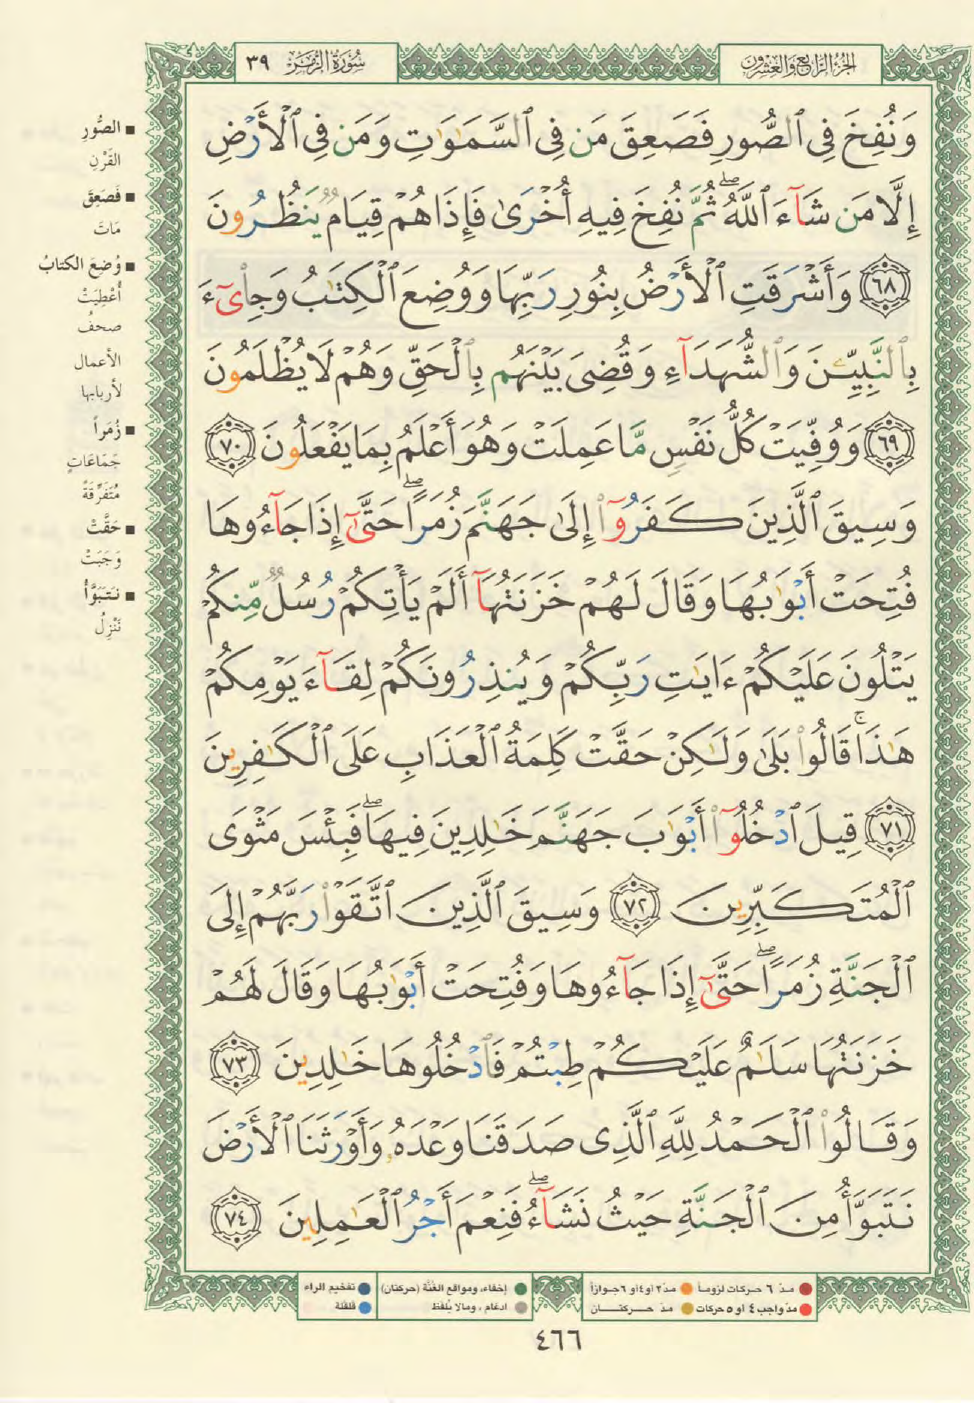 الجزء الرابع والعشرون
سورة الزمر ٣٩
وَنُفِخَ فِى ٱلصُّورِ فَصَعِقَ مَن فِى ٱلسَّمَٰوَٰتِ وَمَن فِى ٱلْأَرْضِ
إِلَّا مَن شَآءَ ٱللَّهُ ۖ ثُمَّ نُفِخَ فِيهِ أُخْرَىٰ فَإِذَا هُمْ قِيَامٌ يَنظُرُونَ
﴿٦٨﴾ وَأَشْرَقَتِ ٱلْأَرْضُ بِنُورِ رَبِّهَا وَوُضِعَ ٱلْكِتَٰبُ وَجِا۟ىٓءَ
بِٱلنَّبِيِّـۧنَ وَٱلشُّهَدَآءِ وَقُضِىَ بَيْنَهُم بِٱلْحَقِّ وَهُمْ لَا يُظْلَمُونَ
﴿٦٩﴾ وَوُفِّيَتْ كُلُّ نَفْسٍ مَّا عَمِلَتْ وَهُوَ أَعْلَمُ بِمَا يَفْعَلُونَ ﴿٧٠﴾
وَسِيقَ ٱلَّذِينَ كَفَرُوٓا۟ إِلَىٰ جَهَنَّمَ زُمَرًا ۖ حَتَّىٰٓ إِذَا جَآءُوهَا
فُتِحَتْ أَبْوَٰبُهَا وَقَالَ لَهُمْ خَزَنَتُهَآ أَلَمْ يَأْتِكُمْ رُسُلٌ مِّنكُمْ
يَتْلُونَ عَلَيْكُمْ ءَايَٰتِ رَبِّكُمْ وَيُنذِرُونَكُمْ لِقَآءَ يَوْمِكُمْ
هَٰذَا ۚ قَالُوا۟ بَلَىٰ وَلَٰكِنْ حَقَّتْ كَلِمَةُ ٱلْعَذَابِ عَلَى ٱلْكَٰفِرِينَ
﴿٧١﴾ قِيلَ ٱدْخُلُوٓا۟ أَبْوَٰبَ جَهَنَّمَ خَٰلِدِينَ فِيهَا ۖ فَبِئْسَ مَثْوَى
ٱلْمُتَكَبِّرِينَ ﴿٧٢﴾ وَسِيقَ ٱلَّذِينَ ٱتَّقَوْا۟ رَبَّهُمْ إِلَى
ٱلْجَنَّةِ زُمَرًا ۖ حَتَّىٰٓ إِذَا جَآءُوهَا وَفُتِحَتْ أَبْوَٰبُهَا وَقَالَ لَهُمْ
خَزَنَتُهَا سَلَٰمٌ عَلَيْكُمْ طِبْتُمْ فَٱدْخُلُوهَا خَٰلِدِينَ ﴿٧٣﴾
وَقَالُوا۟ ٱلْحَمْدُ لِلَّهِ ٱلَّذِى صَدَقَنَا وَعْدَهُۥ وَأَوْرَثَنَا ٱلْأَرْضَ
نَتَبَوَّأُ مِنَ ٱلْجَنَّةِ حَيْثُ نَشَآءُ ۖ فَنِعْمَ أَجْرُ ٱلْعَٰمِلِينَ ﴿٧٤﴾
■ الصُّورِ
القَرْنِ
■ فَصَعِقَ
مَاتَ
■ وُضِعَ الكتابُ
أُعْطِيَتْ
صحفُ
الأعمال
لأربابها
■ زُمَراً
جَمَاعَاتٍ
مُتَفَرِّقَةً
■ حَقَّتْ
وَجَبَتْ
■ نَتَبَوَّأُ
نَنْزِلُ
مدّ ٦ حركات لزوماً ● مدّ ٢ أو ٤ أو ٦ جوازاً
مدّ واجب ٤ أو ٥ حركات ● مدّ حركتان
إخفاء، ومواقع الغُنَّة (حركتان) ● تفخيم الراء
ادغام، وما لا يُلفَظ ● قلقلة
٤٦٦